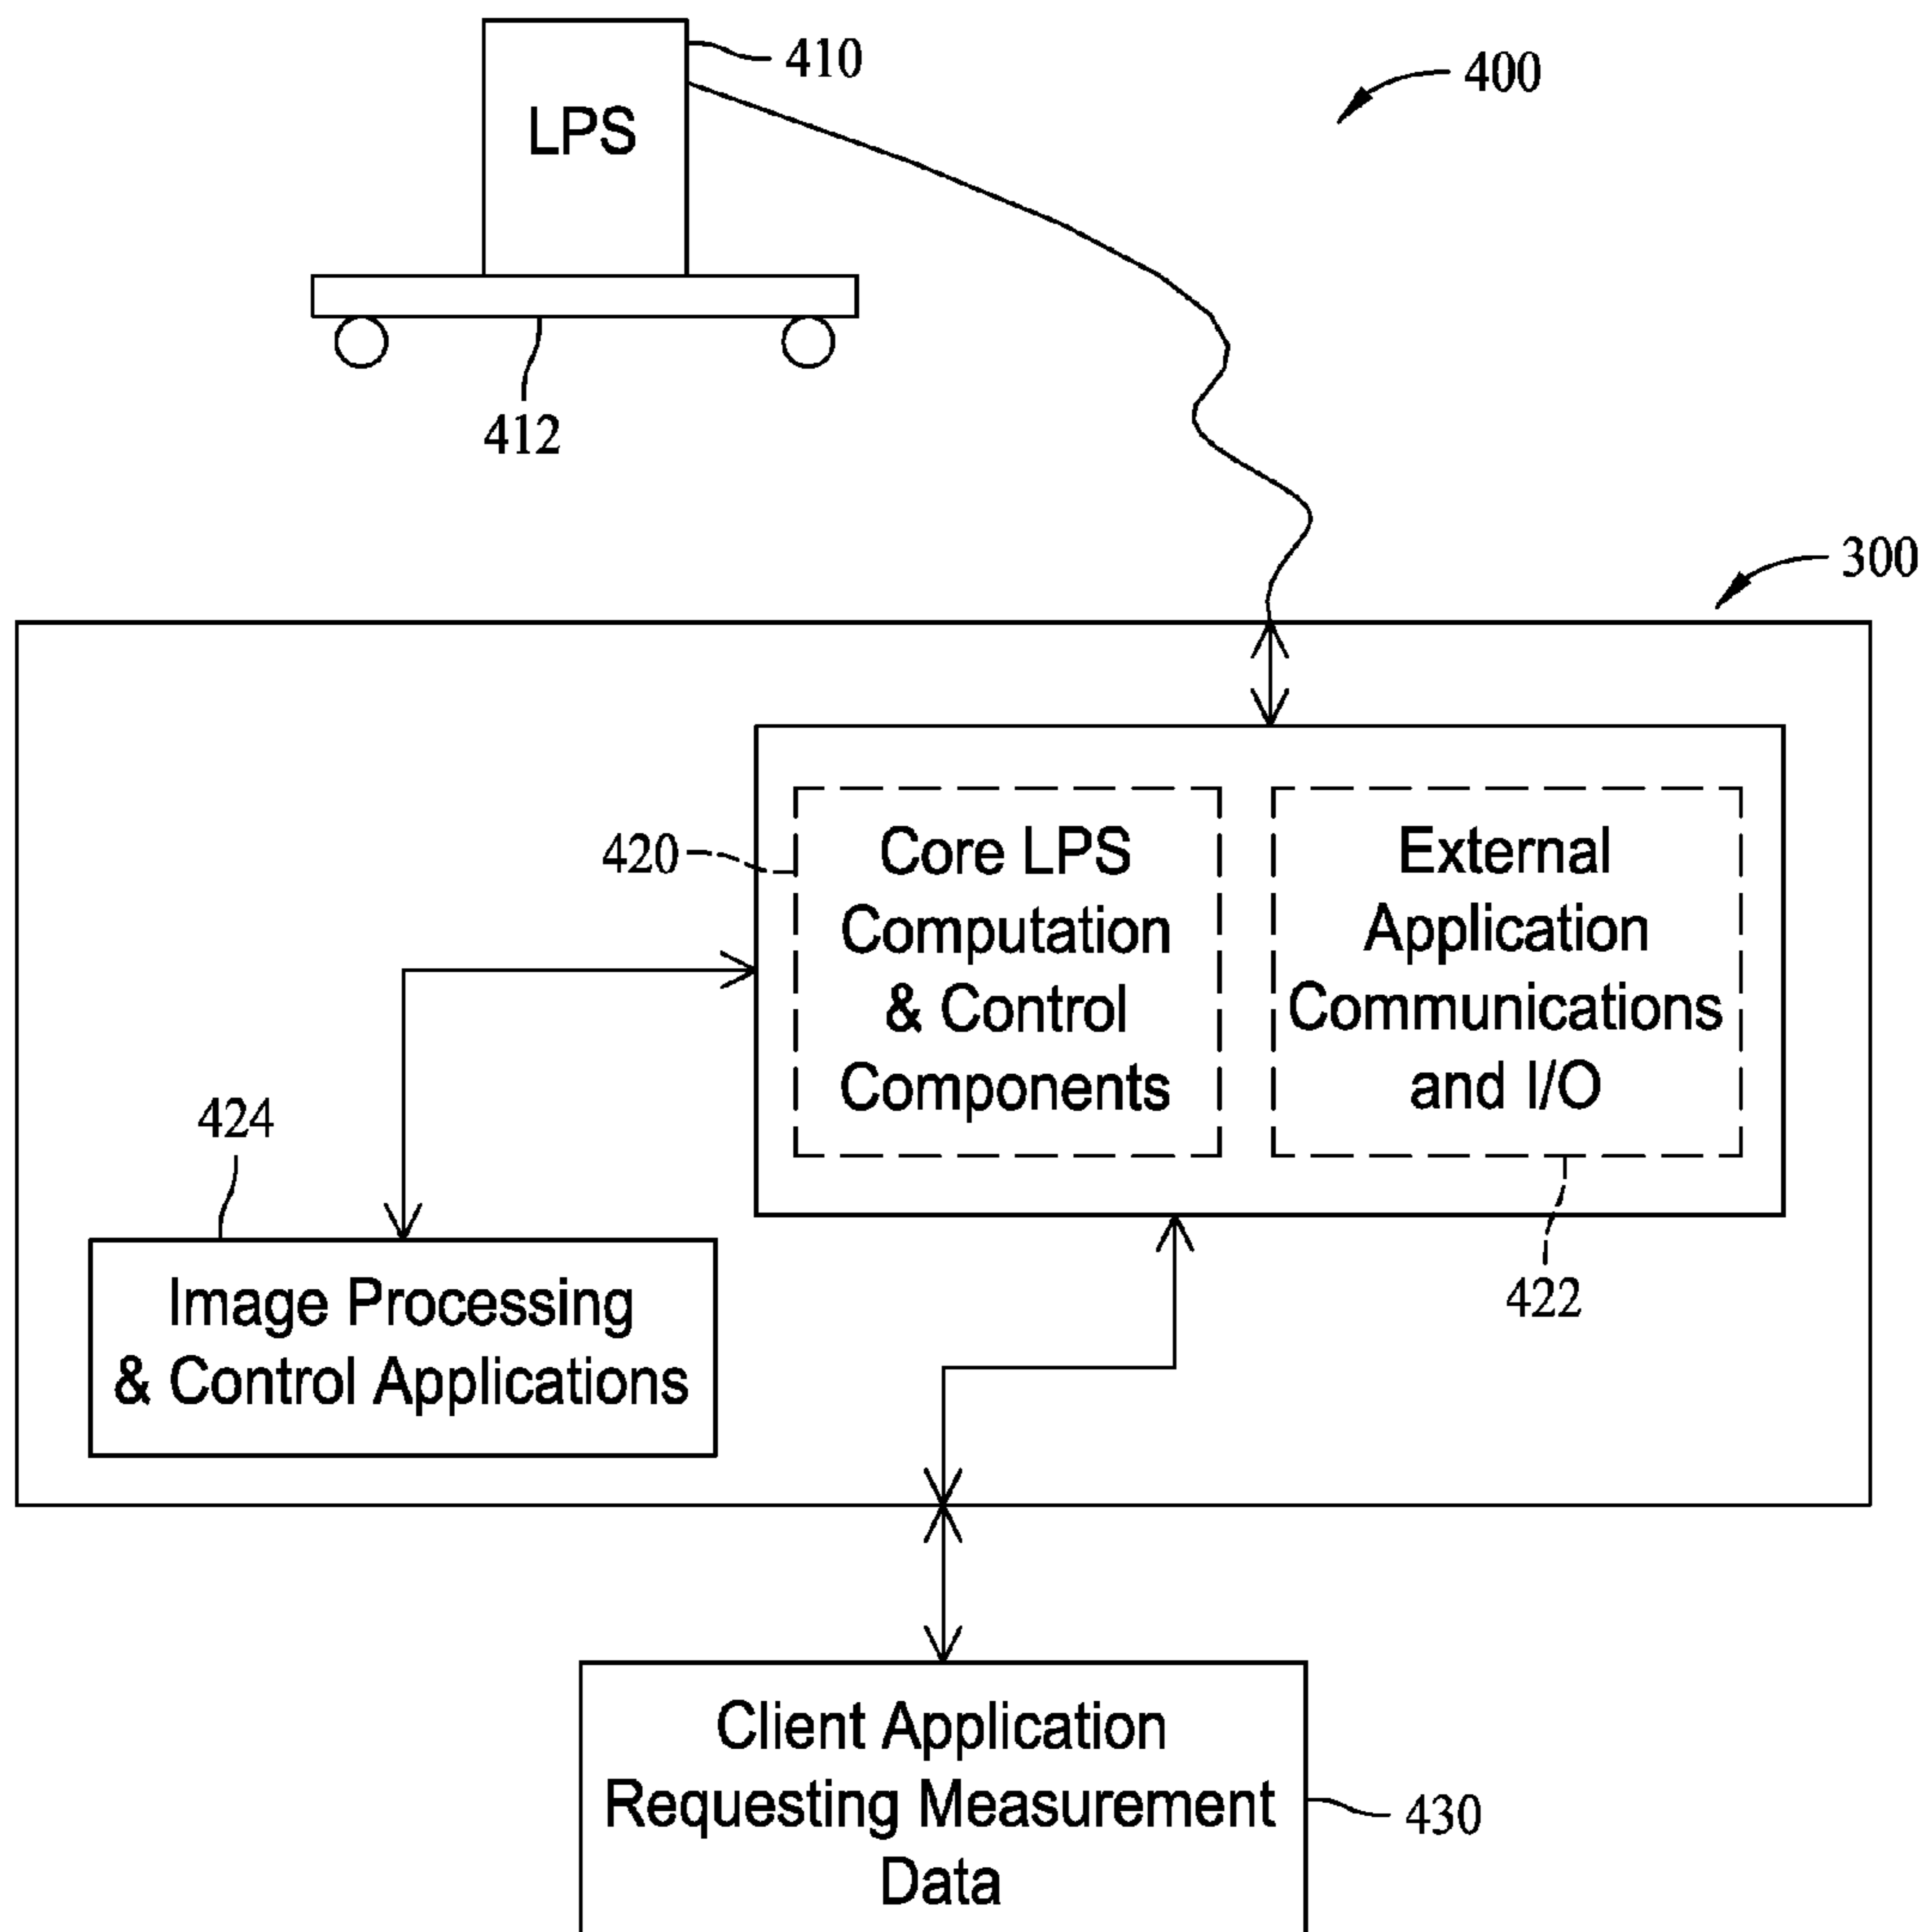 410
400
LPS
412
300
420
Core LPS
Computation
& Control
Components
External
Application
Communications
and I/O
424
422
Image Processing
& Control Applications
Client Application
Requesting Measurement
Data
430